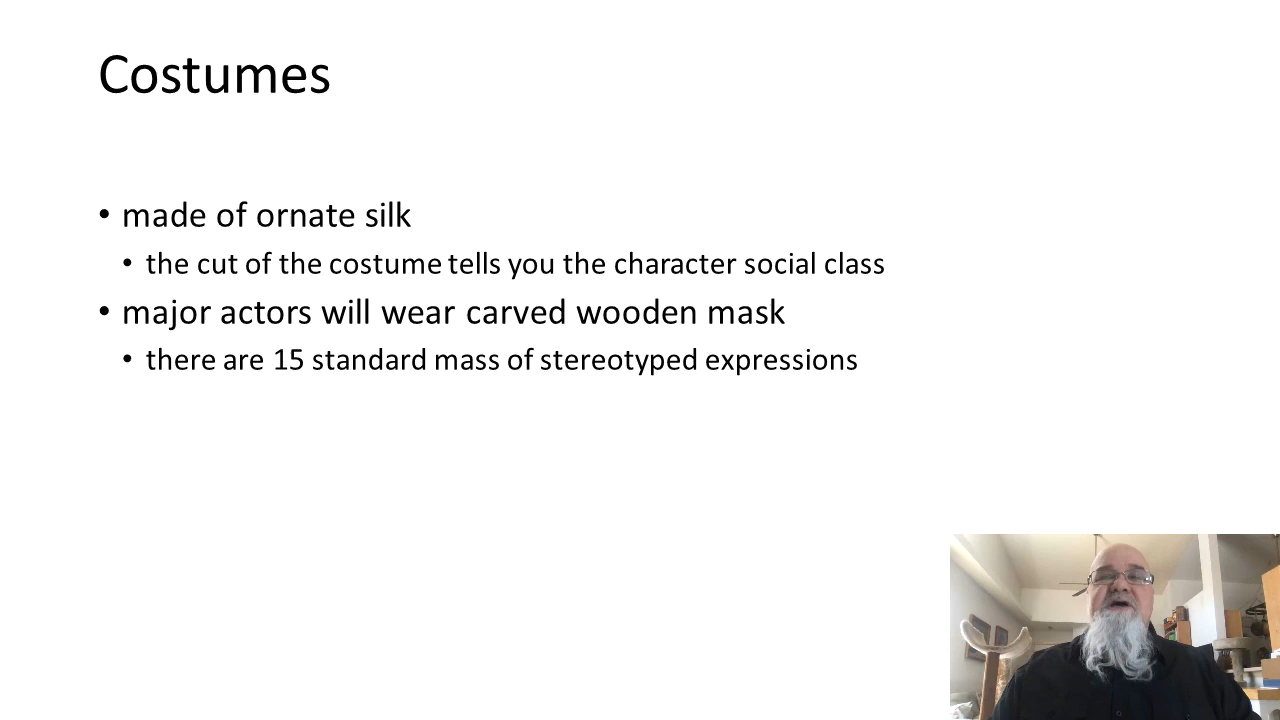 Costumes
• made of ornate silk
• the cut of the costume tells you the character social class
• major actors will wear carved wooden mask
• there are 15 standard mass of stereotyped expressions